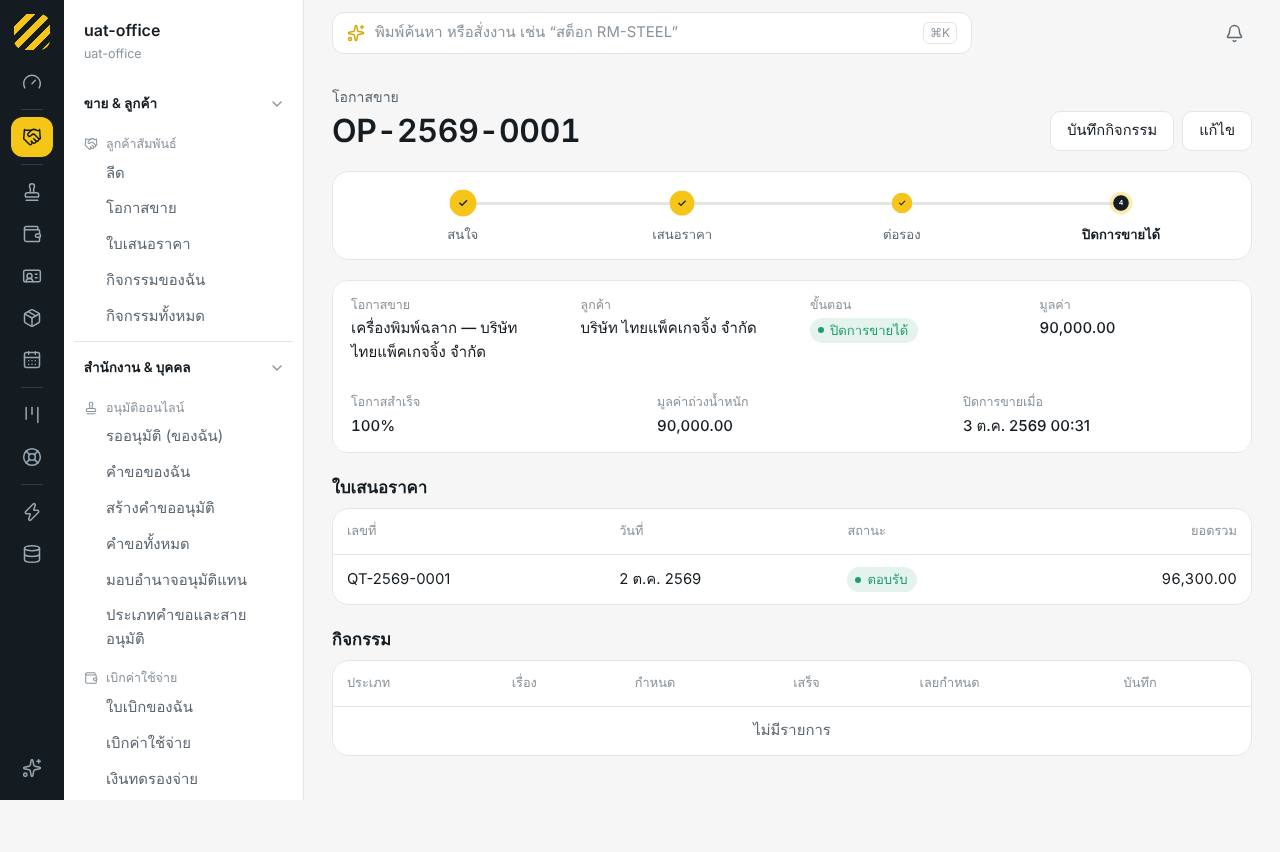 uat-office
uat-office
ขาย & ลูกค้า
ลูกค้าสัมพันธ์
ลีด
โอกาสขาย
ใบเสนอราคา
กิจกรรมของฉัน
กิจกรรมทั้งหมด
สำนักงาน & บุคคล
อนุมัติออนไลน์
รออนุมัติ (ของฉัน)
คำขอของฉัน
สร้างคำขออนุมัติ
คำขอทั้งหมด
มอบอำนาจอนุมัติแทน
ประเภทคำขอและสาย
อนุมัติ
เบิกค่าใช้จ่าย
ใบเบิกของฉัน
เบิกค่าใช้จ่าย
เงินทดรองจ่าย
พิมพ์ค้นหา หรือสั่งงาน เช่น “สต็อก RM-STEEL” ⌘K
โอกาสขาย
OP-2569-0001
บันทึกกิจกรรม แก้ไข
4
สนใจ เสนอราคา ต่อรอง ปิดการขายได้
โอกาสขาย ลูกค้า ขั้นตอน มูลค่า
เครื่องพิมพ์ฉลาก — บริษัท บริษัท ไทยแพ็คเกจจิ้ง จำกัด ปิดการขายได้ 90,000.00
ไทยแพ็คเกจจิ้ง จำกัด
โอกาสสำเร็จ มูลค่าถ่วงน้ำหนัก ปิดการขายเมื่อ
100% 90,000.00 3 ต.ค. 2569 00:31
ใบเสนอราคา
เลขที่ วันที่ สถานะ ยอดรวม
QT-2569-0001 2 ต.ค. 2569 ตอบรับ 96,300.00
กิจกรรม
ประเภท เรื่อง กำหนด เสร็จ เลยกำหนด บันทึก
ไม่มีรายการ